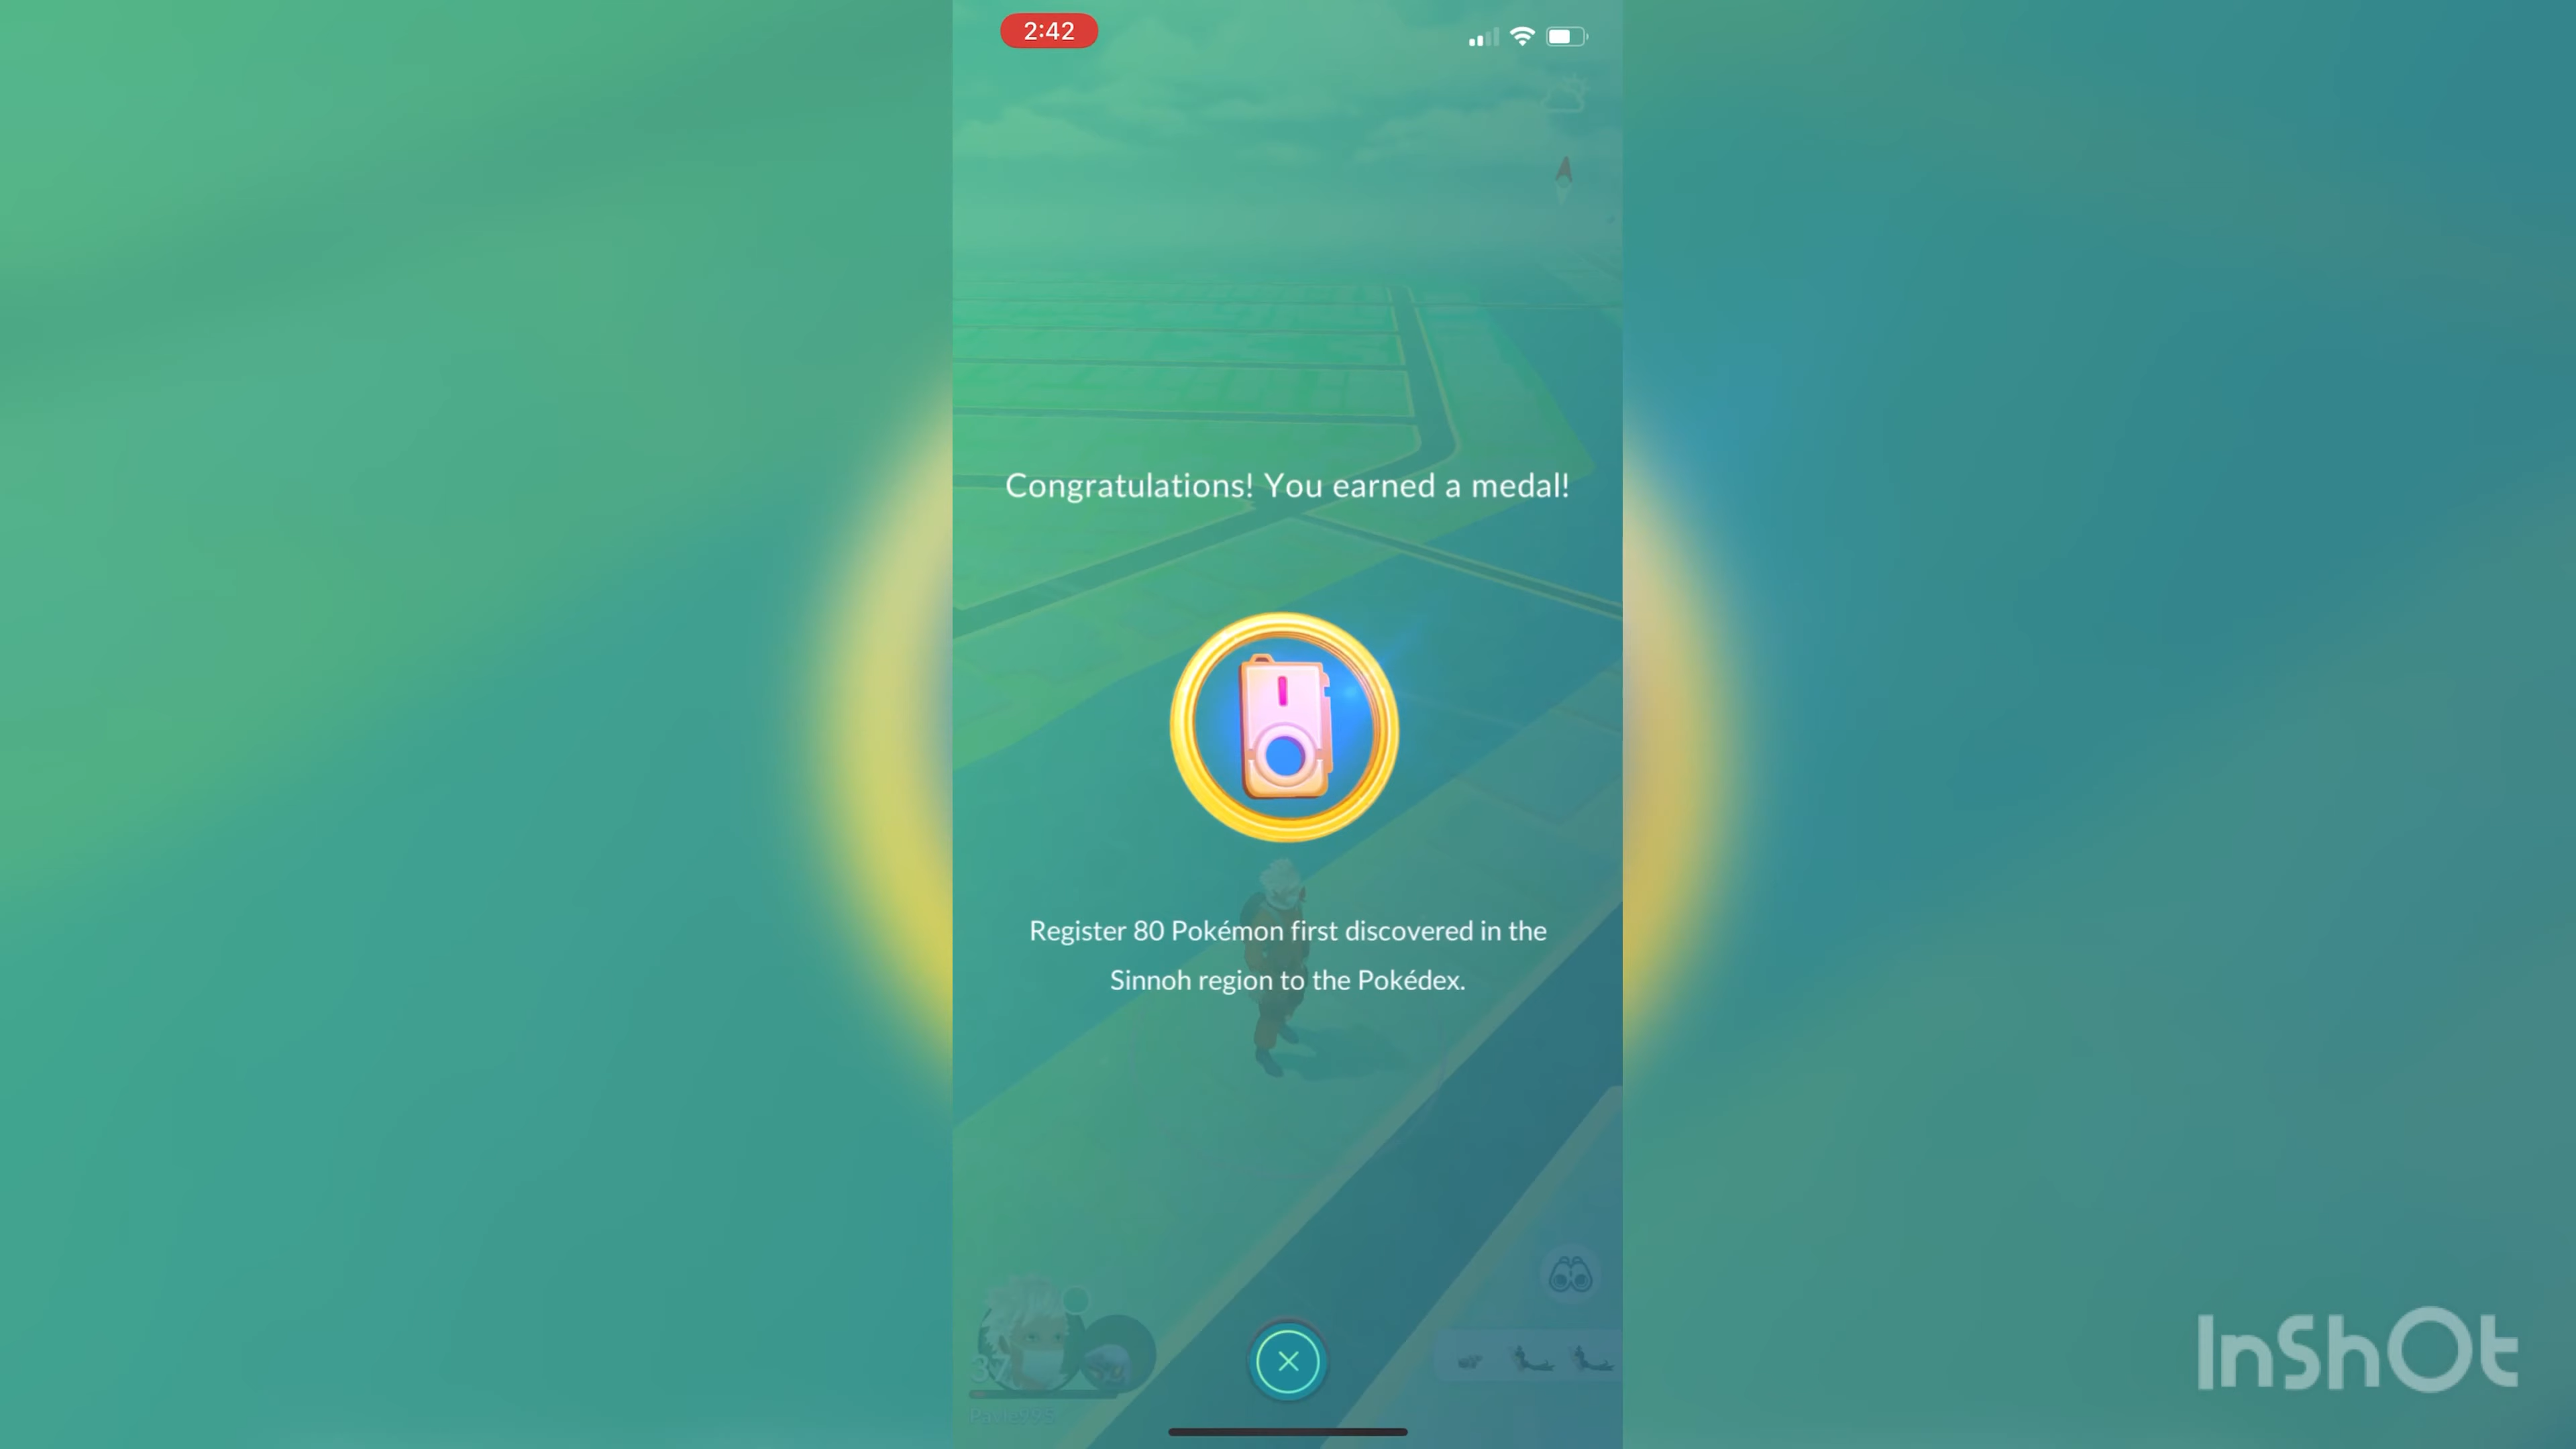 2:42
Congratulations! You earned a medal!
Register 80 Pokémon first discovered in the
Sinnoh region to the Pokédex.
37
InShOt